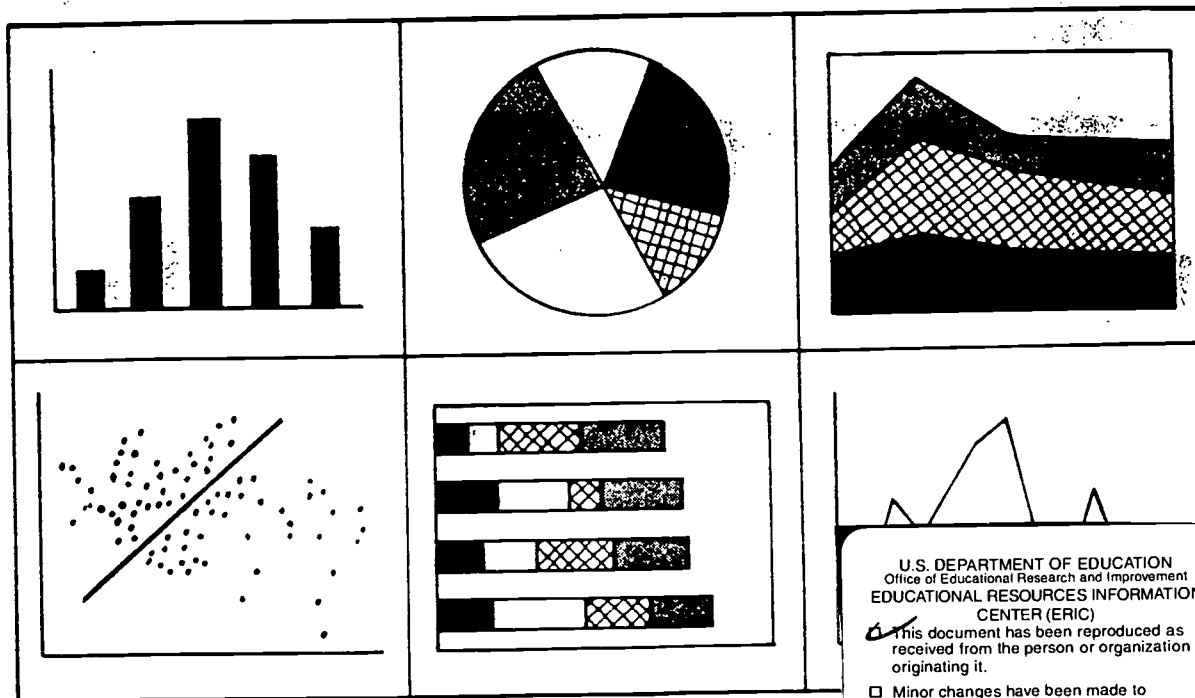 U.S. DEPARTMENT OF EDUCATION
Office of Educational Research and Improvement
EDUCATIONAL RESOURCES INFORMATION
CENTER (ERIC)
This document has been reproduced as
received from the person or organization
originating it.
□ Minor changes have been made to